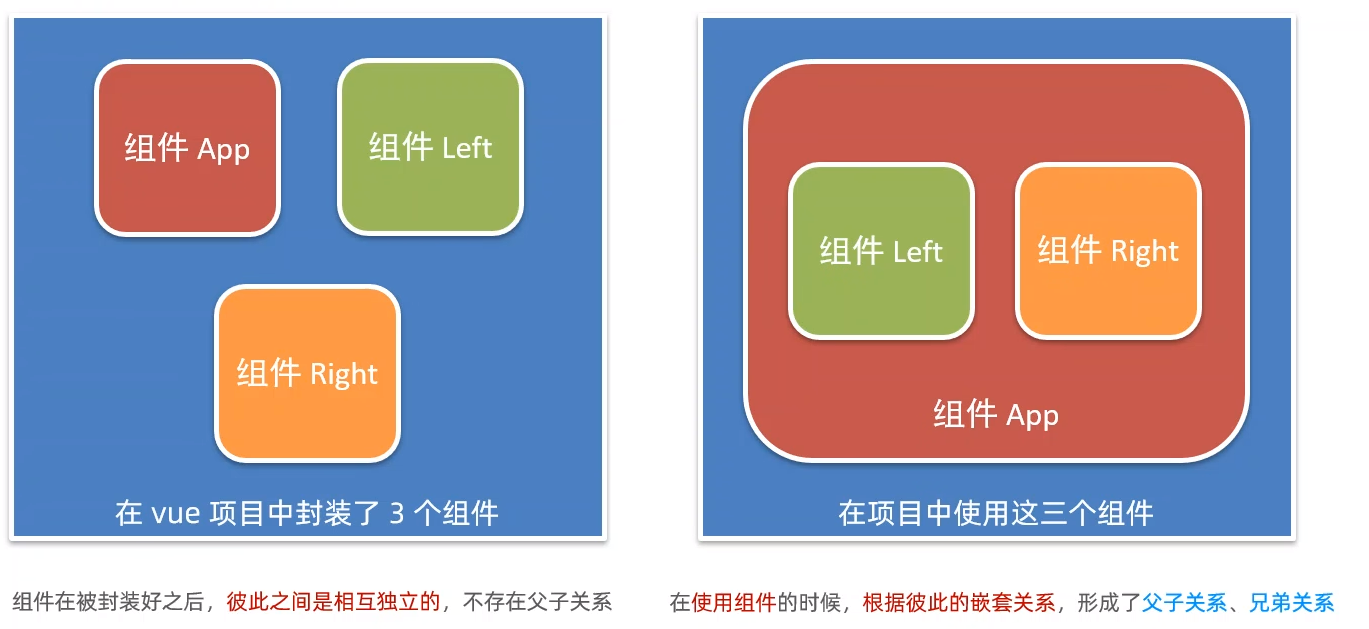 组件 App
组件 Left
组件 Right
在 vue 项目中封装了 3 个组件
组件在被封装好之后，彼此之间是相互独立的，不存在父子关系
组件 Left
组件 Right
组件 App
在项目中使用这三个组件
在使用组件的时候，根据彼此的嵌套关系，形成了父子关系、兄弟关系